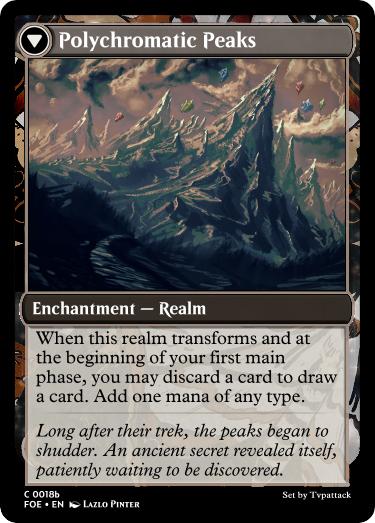 Polychromatic Peaks
Enchantment — Realm
When this realm transforms and at
the beginning of your first main
phase, you may discard a card to draw
a card. Add one mana of any type.
Long after their trek, the peaks began to
shudder. An ancient secret revealed itself,
patiently waiting to be discovered.
C 0018b
Set by Tvpattack
FOE • EN Lazlo Pinter